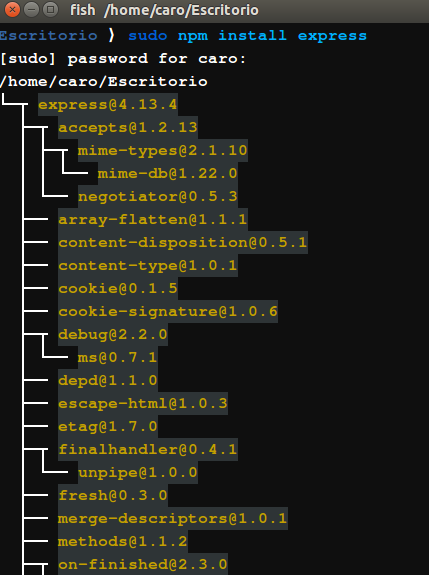 fish /home/caro/Escritorio
Escritorio ) sudo npm install express
[sudo] password for caro:
/home/caro/Escritorio
express@4.13.4
accepts@1.2.13
mime-types@2.1.10
mime-db@1.22.0
negotiator@0.5.3
array-flatten@1.1.1
content-disposition@0.5.1
content-type@1.0.1
cookie@0.1.5
cookie-signature@1.0.6
debug@2.2.0
ms@0.7.1
depd@1.1.0
escape-html@1.0.3
etag@1.7.0
finalhandler@0.4.1
unpipe@1.0.0
fresh@0.3.0
merge-descriptors@1.0.1
methods@1.1.2
on-finished@2.3.0